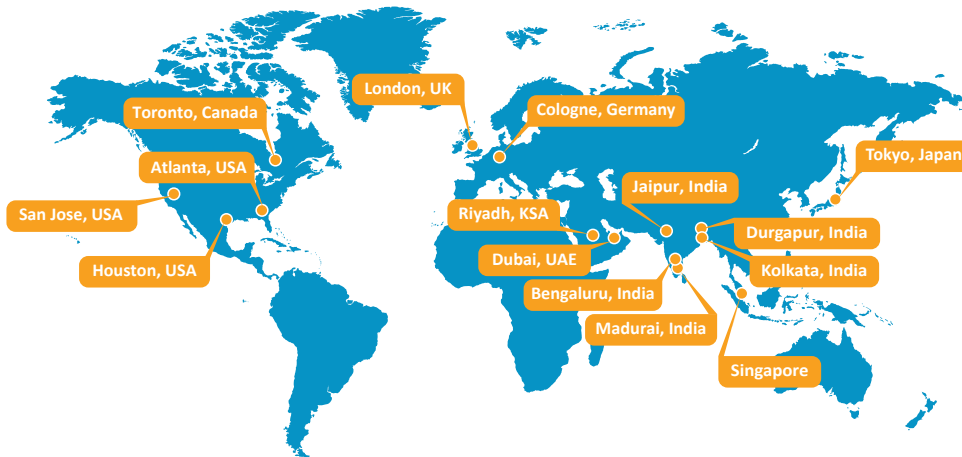 London, UK
Cologne, Germany
Toronto, Canada
Tokyo, Japan
Atlanta, USA
Jaipur, India
San Jose, USA
Riyadh, KSA
Durgapur, India
Dubai, UAE
Houston, USA
Kolkata, India
Bengaluru, India
Madurai, India
Singapore